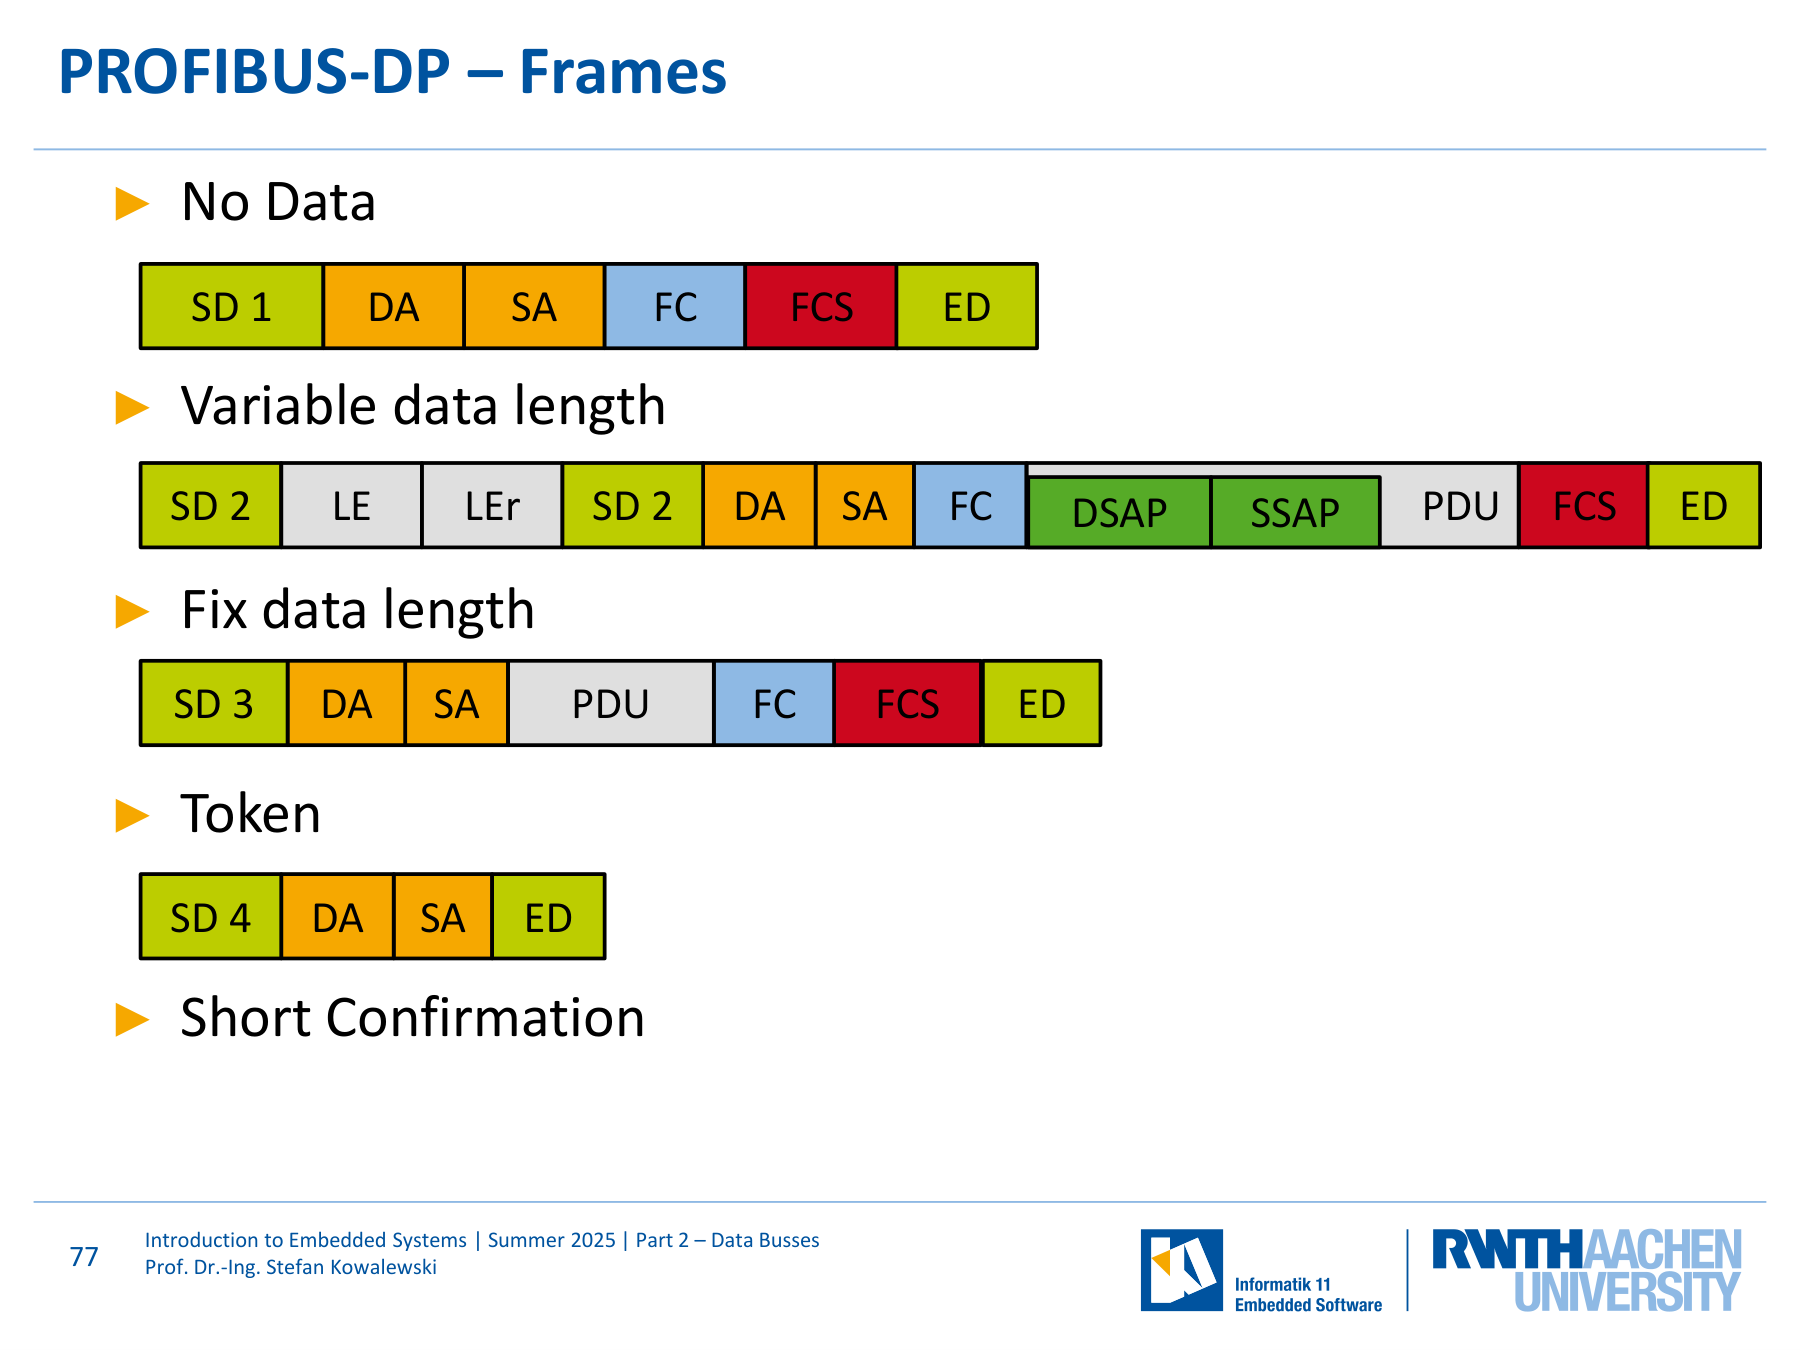 PROFIBUS-DP – Frames
► No Data
SD 1 DA SA FC FCS ED
► Variable data length
SD 2 LE LEr SD 2 DA SA FC DSAP SSAP PDU FCS ED
► Fix data length
SD 3 DA SA PDU FC FCS ED
► Token
SD 4 DA SA ED
► Short Confirmation
77
Introduction to Embedded Systems | Summer 2025 | Part 2 – Data Busses
Prof. Dr.-Ing. Stefan Kowalewski
Informatik 11
Embedded Software
RWTHAACHEN
UNIVERSITY